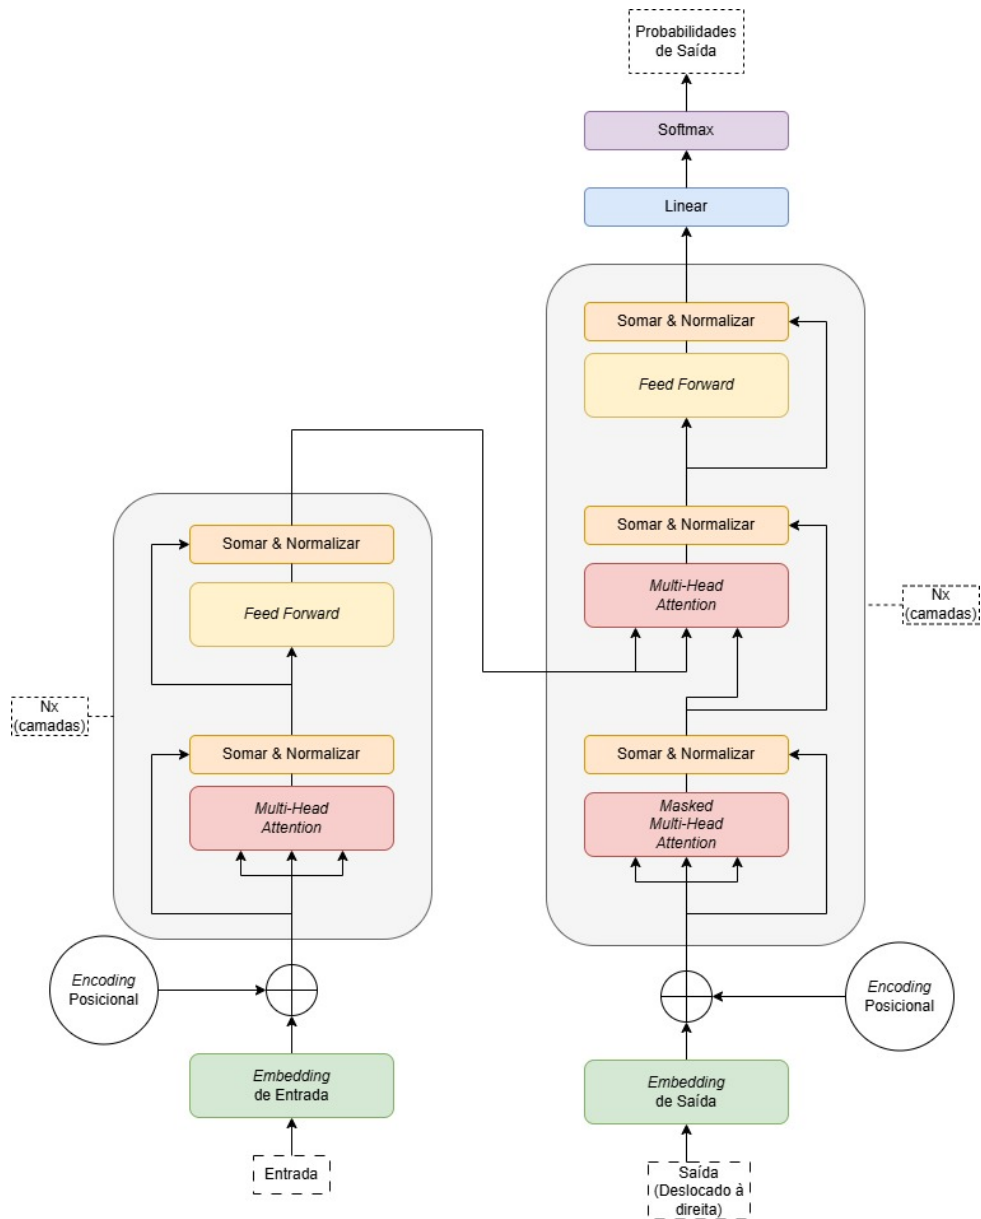 Probabilidades
de Saída
Softmax
Linear
Somar & Normalizar
Feed Forward
Somar & Normalizar
Multi-Head
Attention
Nx
(camadas)
Somar & Normalizar
Masked
Multi-Head
Attention
Somar & Normalizar
Feed Forward
Nx
(camadas)
Somar & Normalizar
Multi-Head
Attention
Encoding
Posicional
Encoding
Posicional
Embedding
de Entrada
Embedding
de Saída
Entrada
Saída
(Deslocado à
direita)